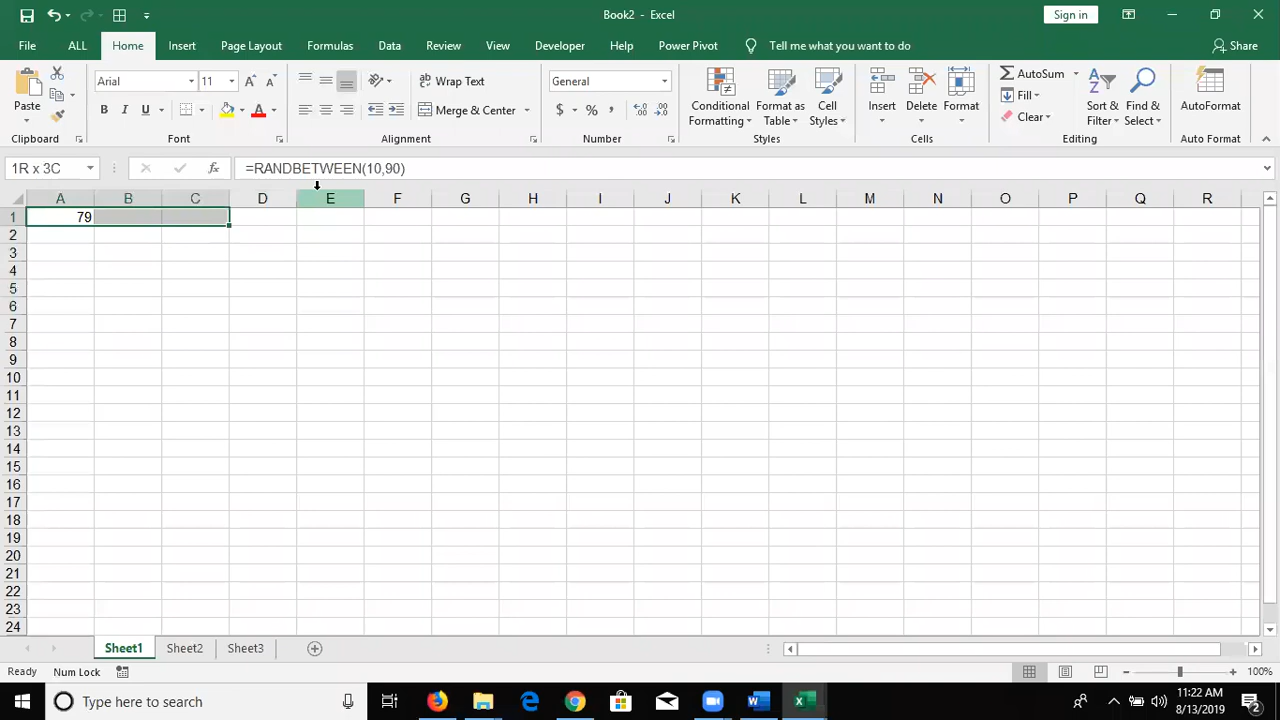 Book2 - Excel
Sign in
File ALL Home Insert Page Layout Formulas Data Review View Developer Help Power Pivot Tell me what you want to do Share
Paste
Clipboard
Arial 11
B I U
Font
Wrap Text
Merge & Center
Alignment
General
$ % ,
Number
Conditional Formatting
Format as Table
Cell Styles
Styles
Insert Delete Format
Cells
AutoSum
Fill
Clear
Sort & Filter
Find & Select
Editing
AutoFormat
Auto Format
1R x 3C fx =RANDBETWEEN(10,90)
A B C D E F G H I J K L M N O P Q R
1 79
2
3
4
5
6
7
8
9
10
11
12
13
14
15
16
17
18
19
20
21
22
23
24
Sheet1 Sheet2 Sheet3
Ready Num Lock 100%
Type here to search
11:22 AM
8/13/2019
2